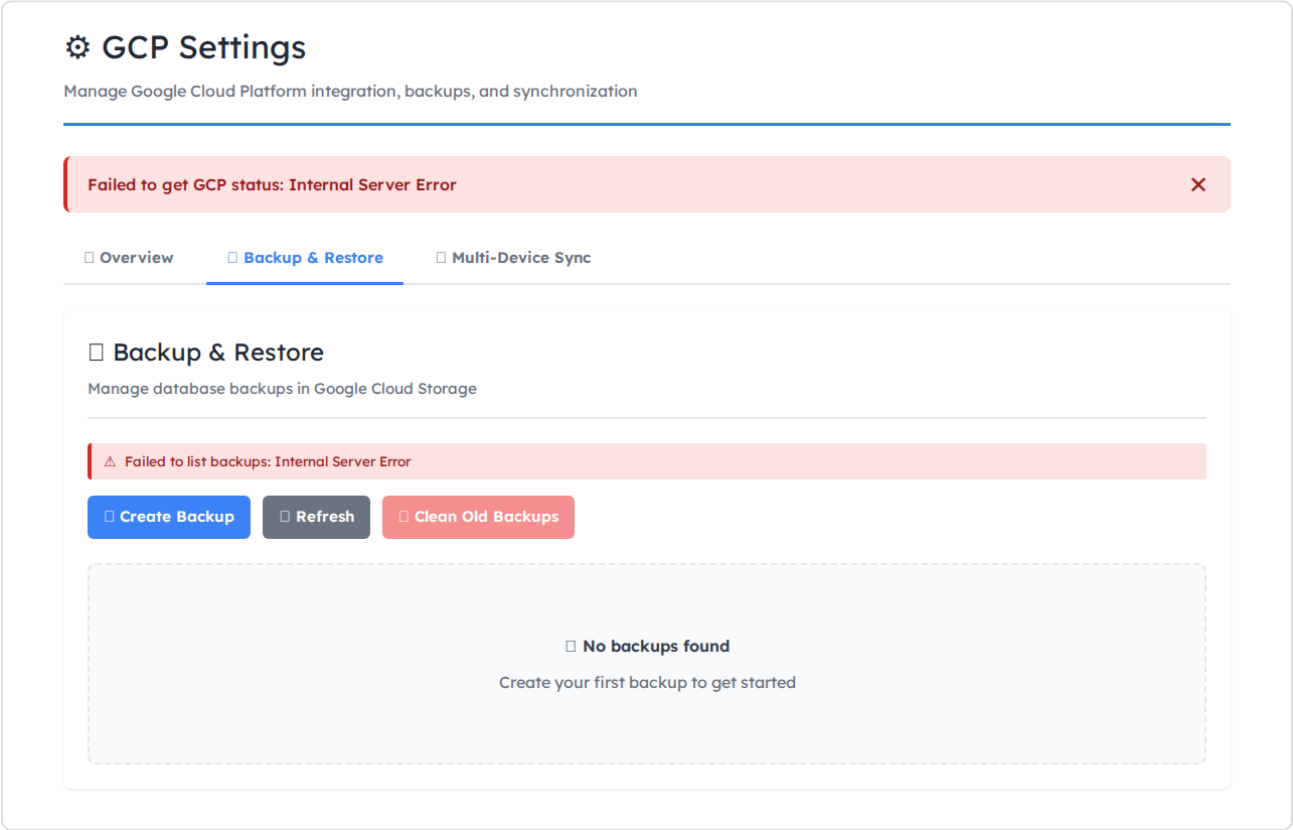 ⚙ GCP Settings
Manage Google Cloud Platform integration, backups, and synchronization
Failed to get GCP status: Internal Server Error ✕
Overview Backup & Restore Multi-Device Sync
Backup & Restore
Manage database backups in Google Cloud Storage
⚠ Failed to list backups: Internal Server Error
Create Backup Refresh Clean Old Backups
No backups found
Create your first backup to get started